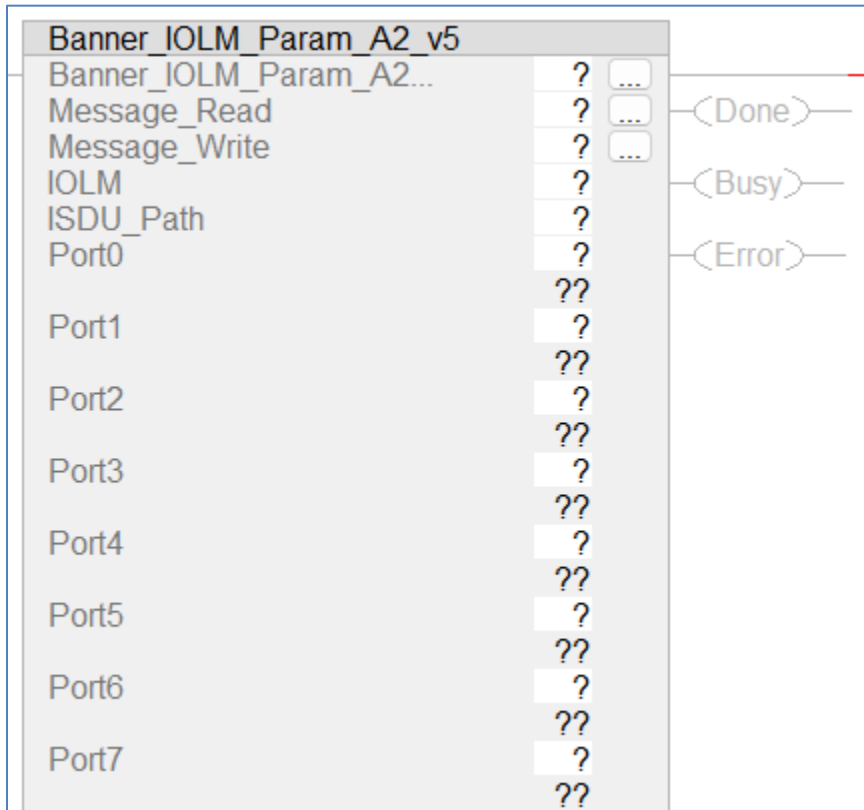 Banner_IOLM_Param_A2_v5
Banner_IOLM_Param_A2... ? ...
Message_Read ? ... Done
Message_Write ? ...
IOLM ? Busy
ISDU_Path ?
Port0 ? Error
??
Port1 ?
??
Port2 ?
??
Port3 ?
??
Port4 ?
??
Port5 ?
??
Port6 ?
??
Port7 ?
??